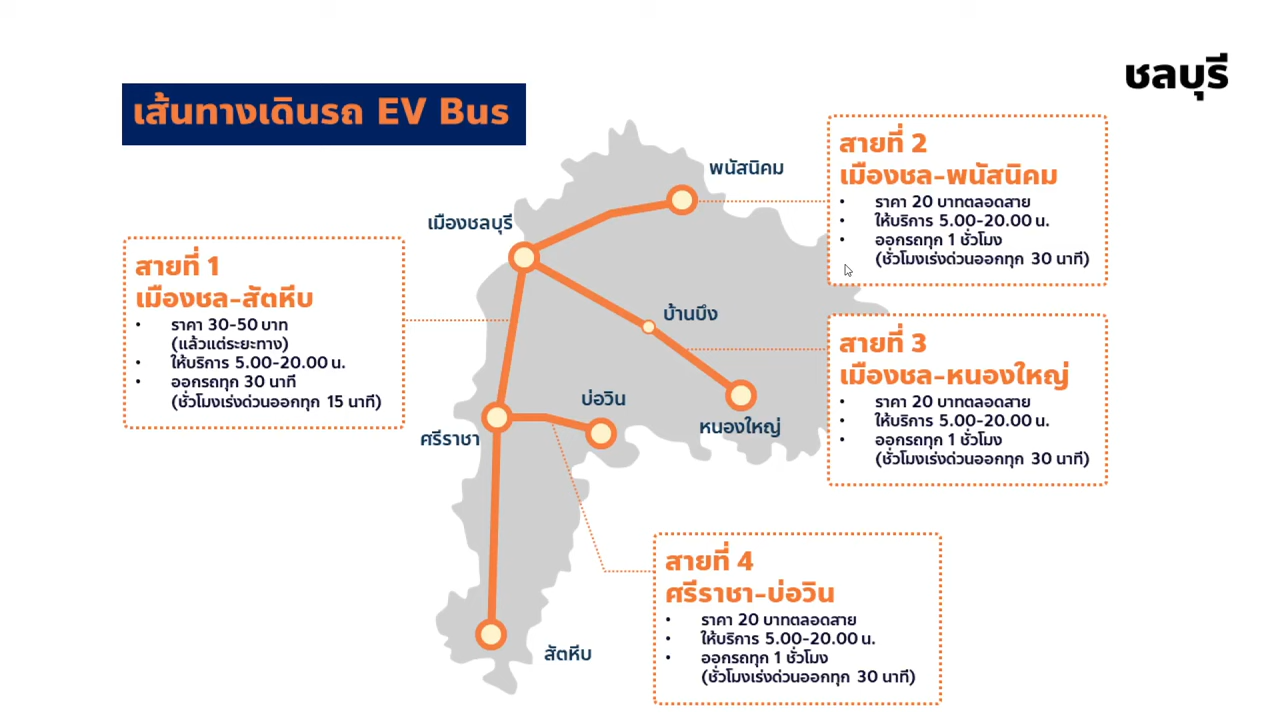 ชลบุรี
เส้นทางเดินรถ EV Bus
พนัสนิคม
เมืองชลบุรี
บ้านบึง
บ่อวิน
หนองใหญ่
ศรีราชา
สัตหีบ
สายที่ 1
เมืองชล-สัตหีบ
• ราคา 30-50 บาท
(แล้วแต่ระยะทาง)
• ให้บริการ 5.00-20.00 น.
• ออกรถทุก 30 นาที
(ชั่วโมงเร่งด่วนออกทุก 15 นาที)
สายที่ 2
เมืองชล-พนัสนิคม
• ราคา 20 บาทตลอดสาย
• ให้บริการ 5.00-20.00 น.
• ออกรถทุก 1 ชั่วโมง
(ชั่วโมงเร่งด่วนออกทุก 30 นาที)
สายที่ 3
เมืองชล-หนองใหญ่
• ราคา 20 บาทตลอดสาย
• ให้บริการ 5.00-20.00 น.
• ออกรถทุก 1 ชั่วโมง
(ชั่วโมงเร่งด่วนออกทุก 30 นาที)
สายที่ 4
ศรีราชา-บ่อวิน
• ราคา 20 บาทตลอดสาย
• ให้บริการ 5.00-20.00 น.
• ออกรถทุก 1 ชั่วโมง
(ชั่วโมงเร่งด่วนออกทุก 30 นาที)